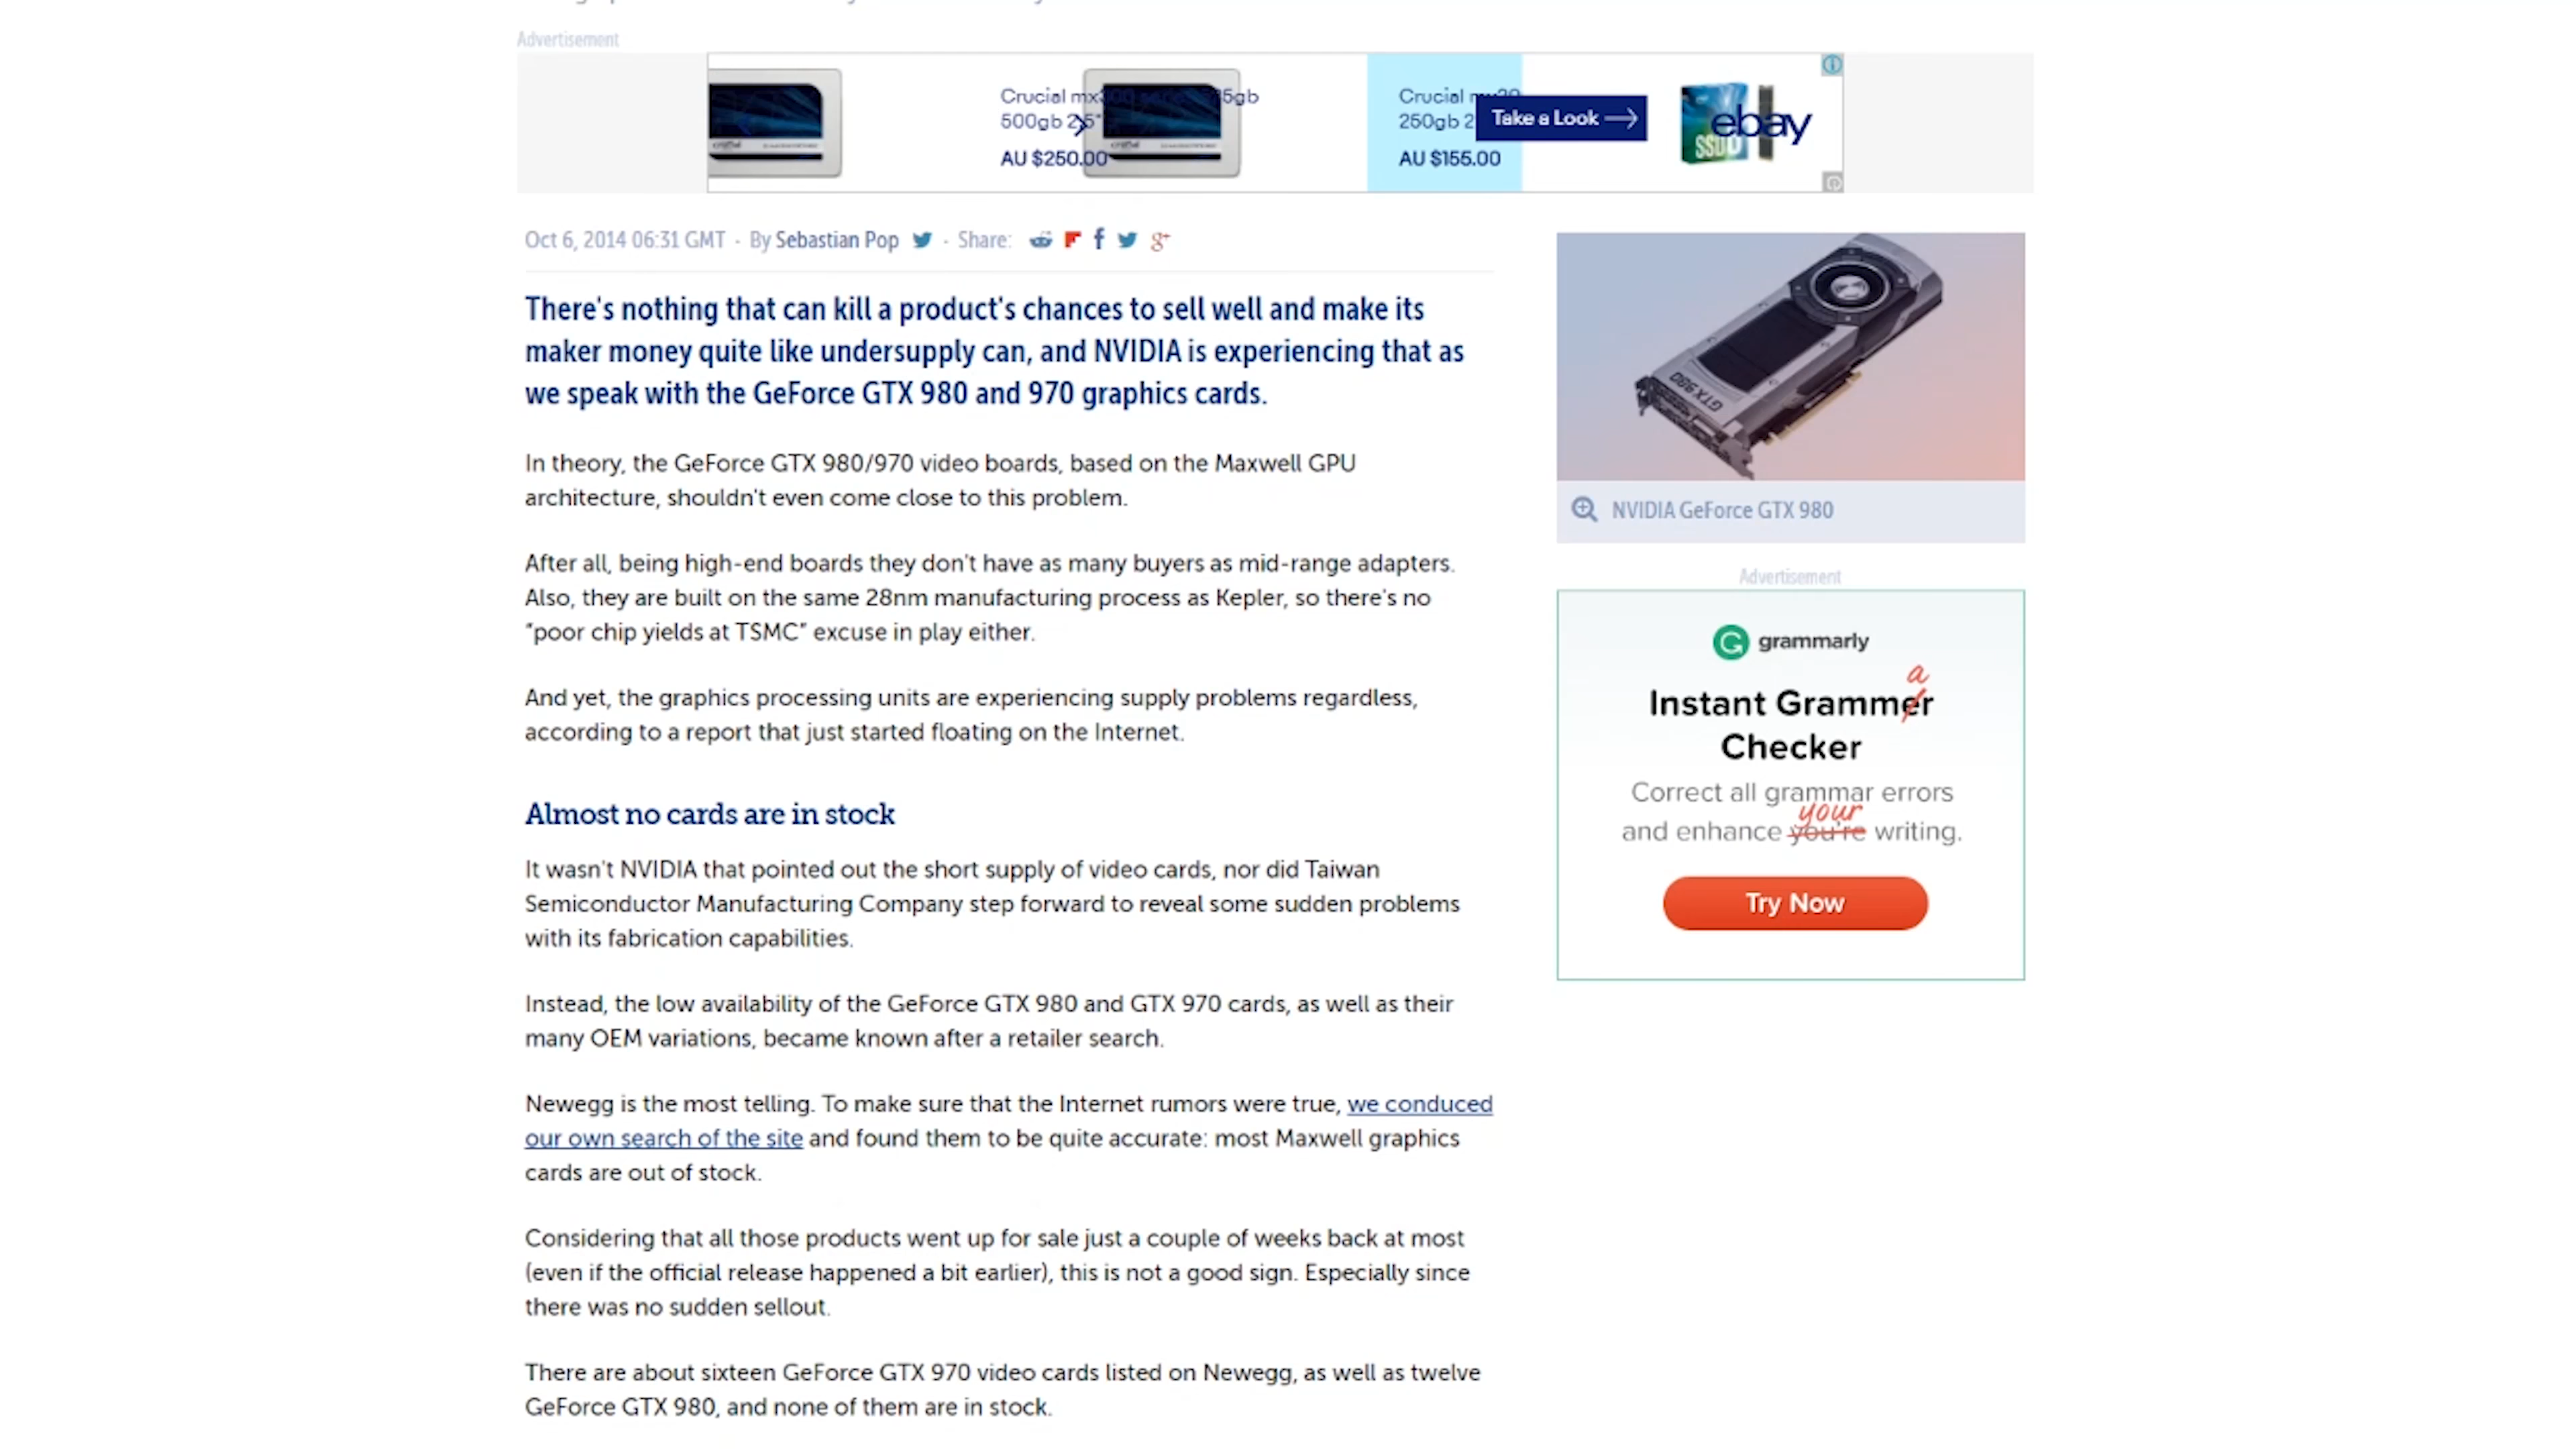 Advertisement
Crucial
500gb 2.5"
AU $250.00
Crucial
250gb
AU $155.00
Take a Look
SSD
ebay
Oct 6, 2014 06:31 GMT · By Sebastian Pop · Share:
There's nothing that can kill a product's chances to sell well and make its
maker money quite like undersupply can, and NVIDIA is experiencing that as
we speak with the GeForce GTX 980 and 970 graphics cards.
In theory, the GeForce GTX 980/970 video boards, based on the Maxwell GPU
architecture, shouldn't even come close to this problem.
After all, being high-end boards they don't have as many buyers as mid-range adapters.
Also, they are built on the same 28nm manufacturing process as Kepler, so there's no
"poor chip yields at TSMC" excuse in play either.
And yet, the graphics processing units are experiencing supply problems regardless,
according to a report that just started floating on the Internet.
Almost no cards are in stock
It wasn't NVIDIA that pointed out the short supply of video cards, nor did Taiwan
Semiconductor Manufacturing Company step forward to reveal some sudden problems
with its fabrication capabilities.
Instead, the low availability of the GeForce GTX 980 and GTX 970 cards, as well as their
many OEM variations, became known after a retailer search.
Newegg is the most telling. To make sure that the Internet rumors were true, we conduced
our own search of the site and found them to be quite accurate: most Maxwell graphics
cards are out of stock.
Considering that all those products went up for sale just a couple of weeks back at most
(even if the official release happened a bit earlier), this is not a good sign. Especially since
there was no sudden sellout.
There are about sixteen GeForce GTX 970 video cards listed on Newegg, as well as twelve
GeForce GTX 980, and none of them are in stock.
GTX 980
NVIDIA GeForce GTX 980
Advertisement
grammarly
a
Instant Grammer
Checker
Correct all grammar errors
your
and enhance you're writing.
Try Now